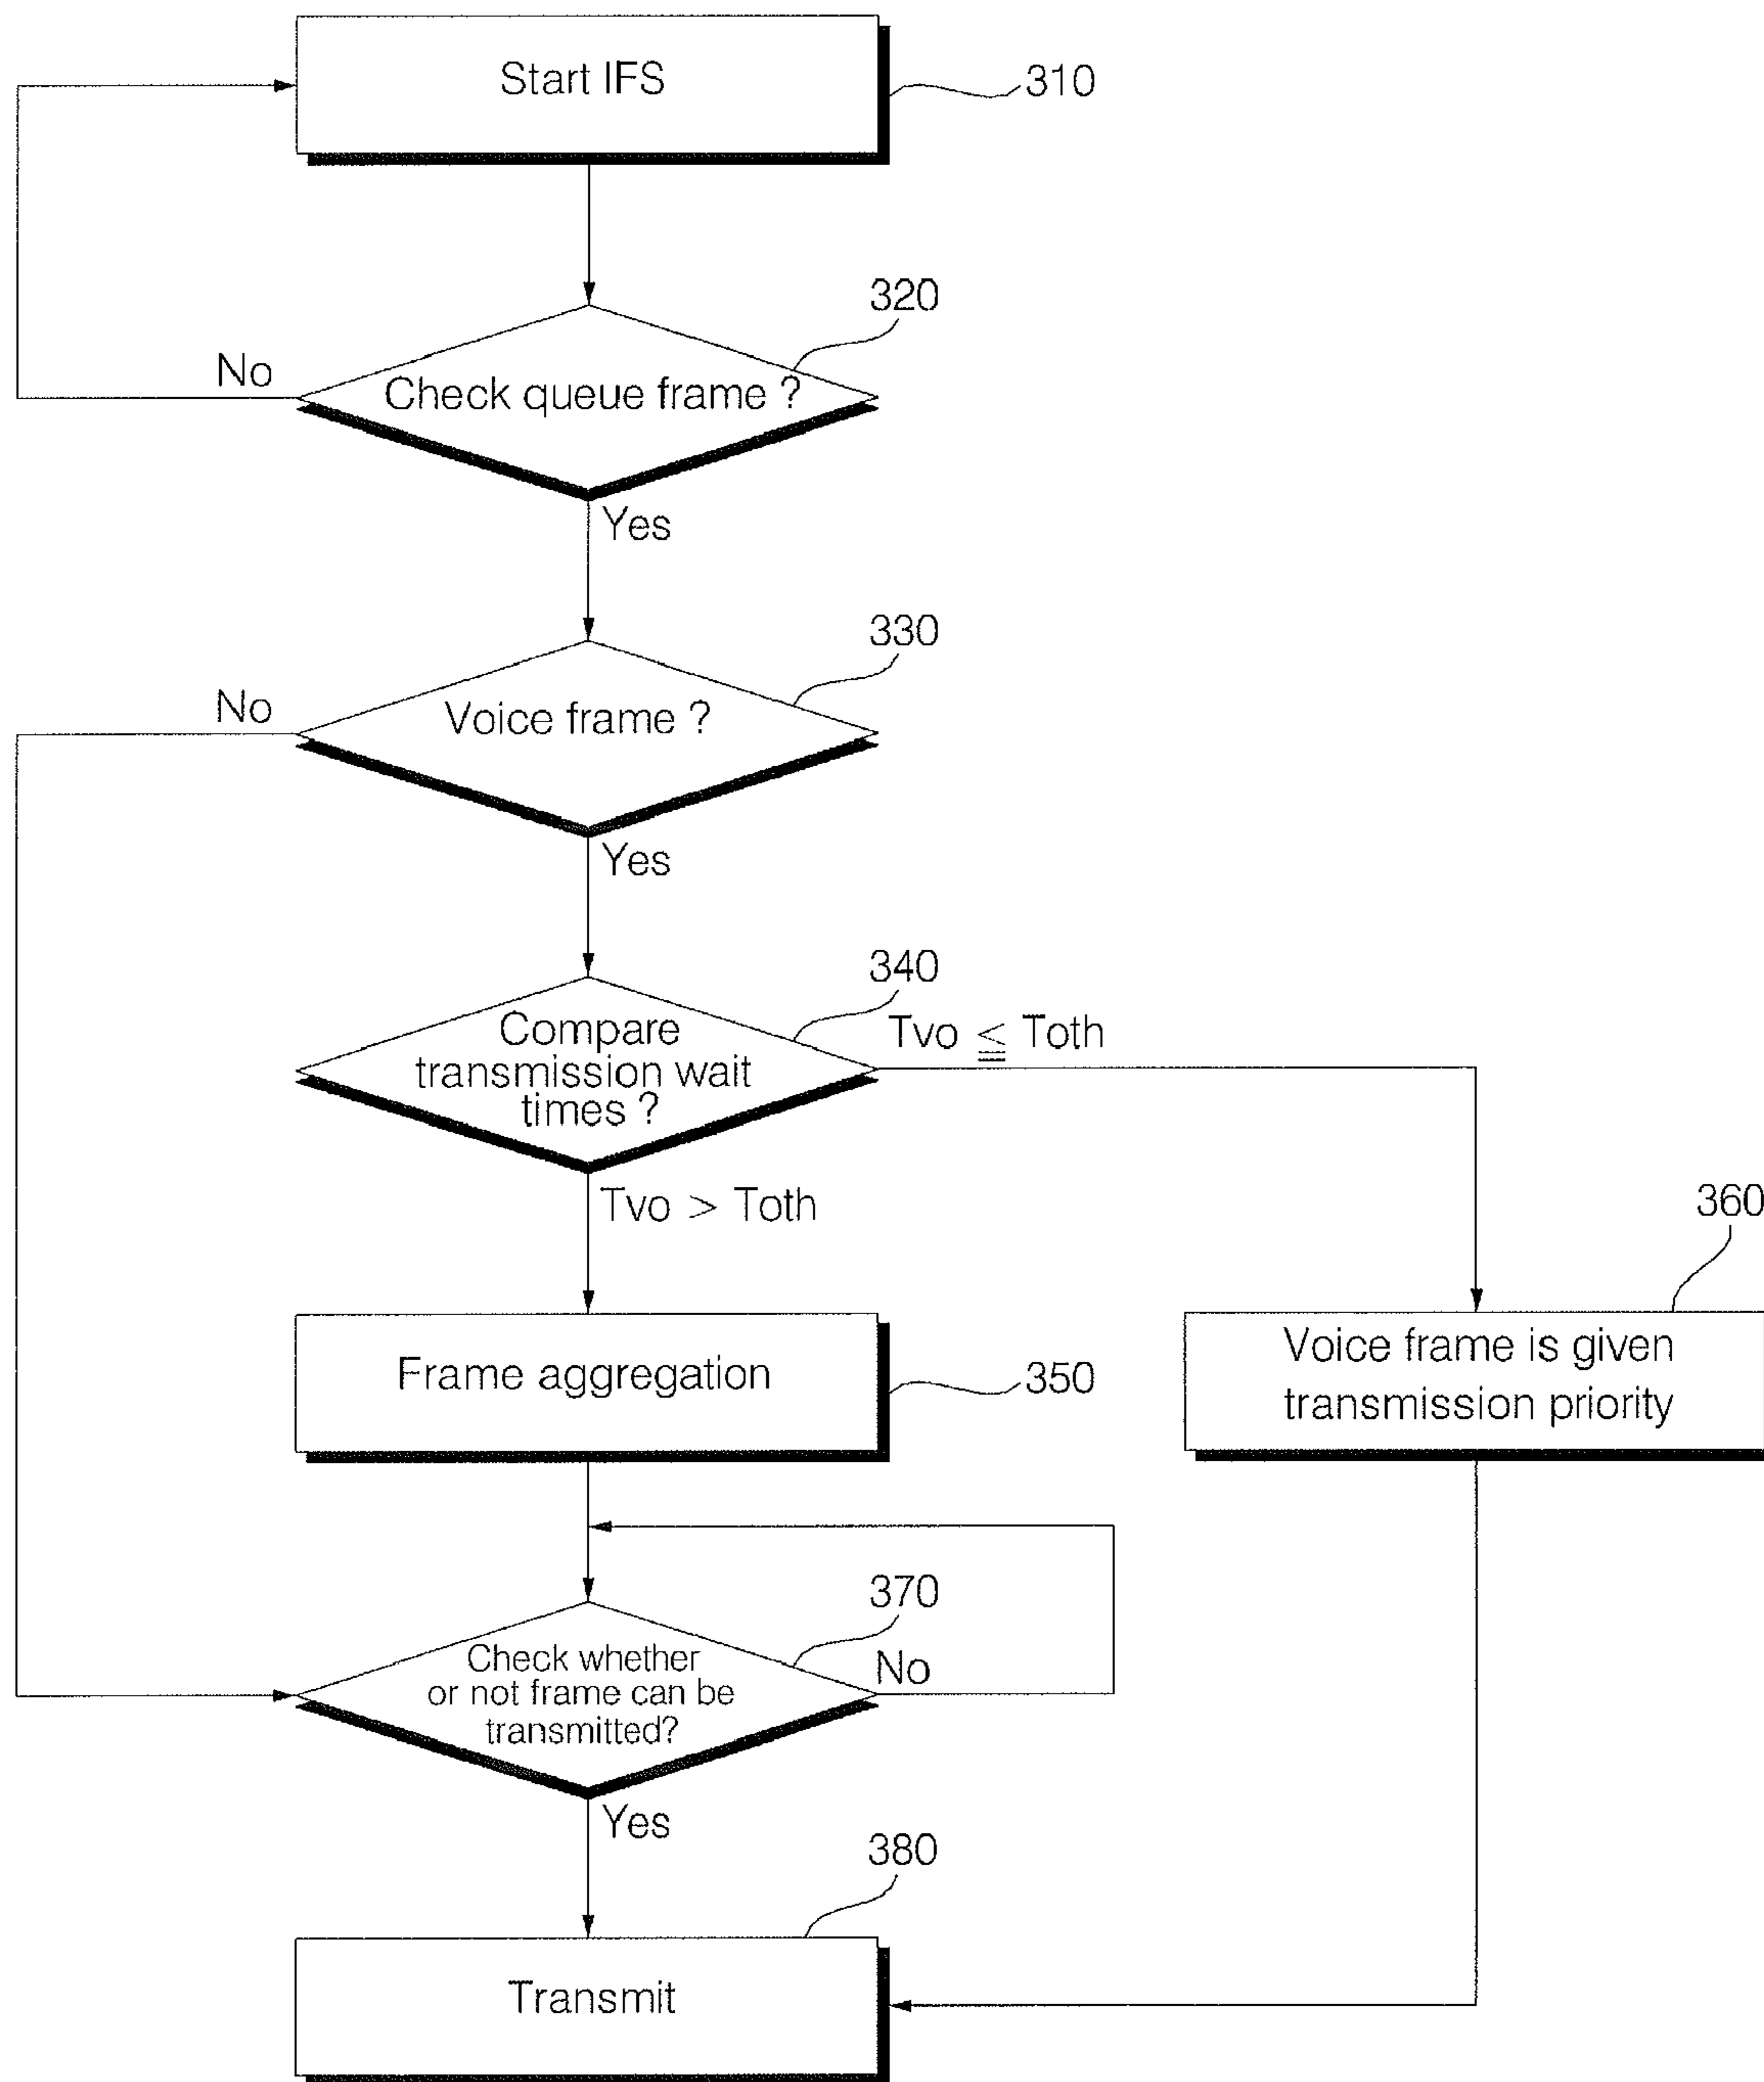 Start IFS
310
320
No
Check queue frame ?
Yes
330
No
Voice frame ?
Yes
340
Compare
transmission wait
times ?
Tvo ≦ Toth
Tvo > Toth
360
Frame aggregation
350
Voice frame is given
transmission priority
370
Check whether
or not frame can be
transmitted?
No
Yes
380
Transmit